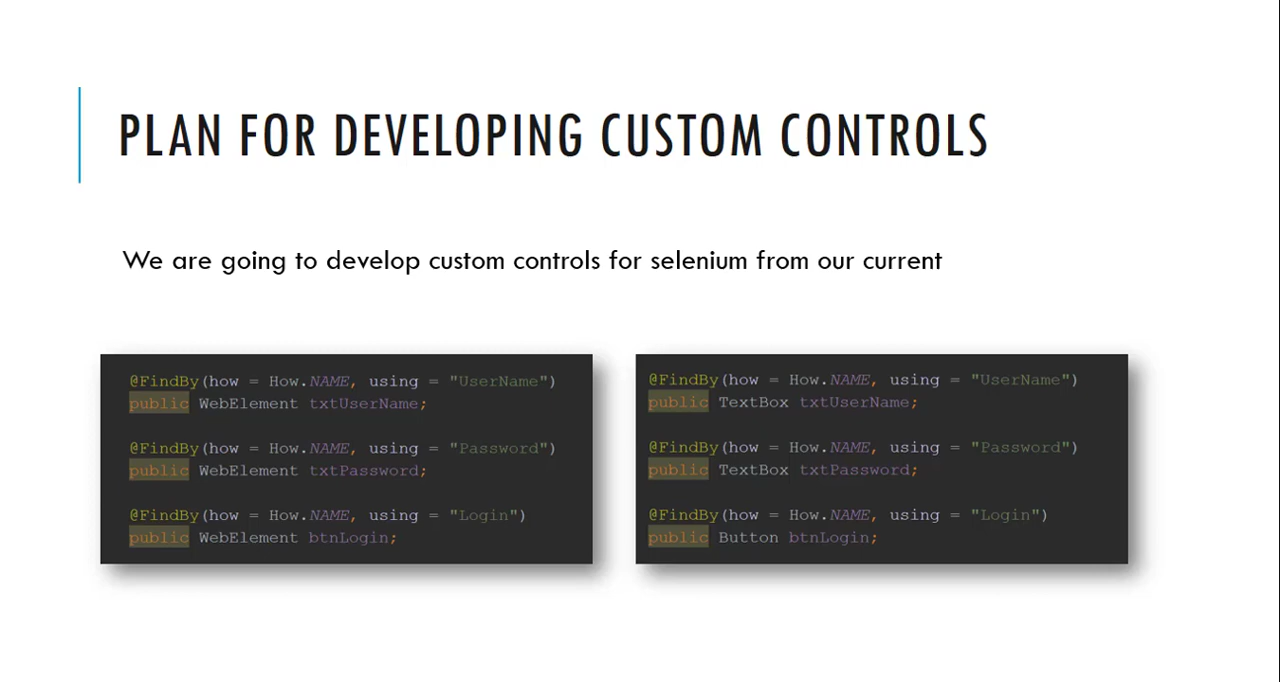 PLAN FOR DEVELOPING CUSTOM CONTROLS
We are going to develop custom controls for selenium from our current
@FindBy(how = How.NAME, using = "UserName")
public WebElement txtUserName;
@FindBy(how = How.NAME, using = "Password")
public WebElement txtPassword;
@FindBy(how = How.NAME, using = "Login")
public WebElement btnLogin;
@FindBy(how = How.NAME, using = "UserName")
public TextBox txtUserName;
@FindBy(how = How.NAME, using = "Password")
public TextBox txtPassword;
@FindBy(how = How.NAME, using = "Login")
public Button btnLogin;